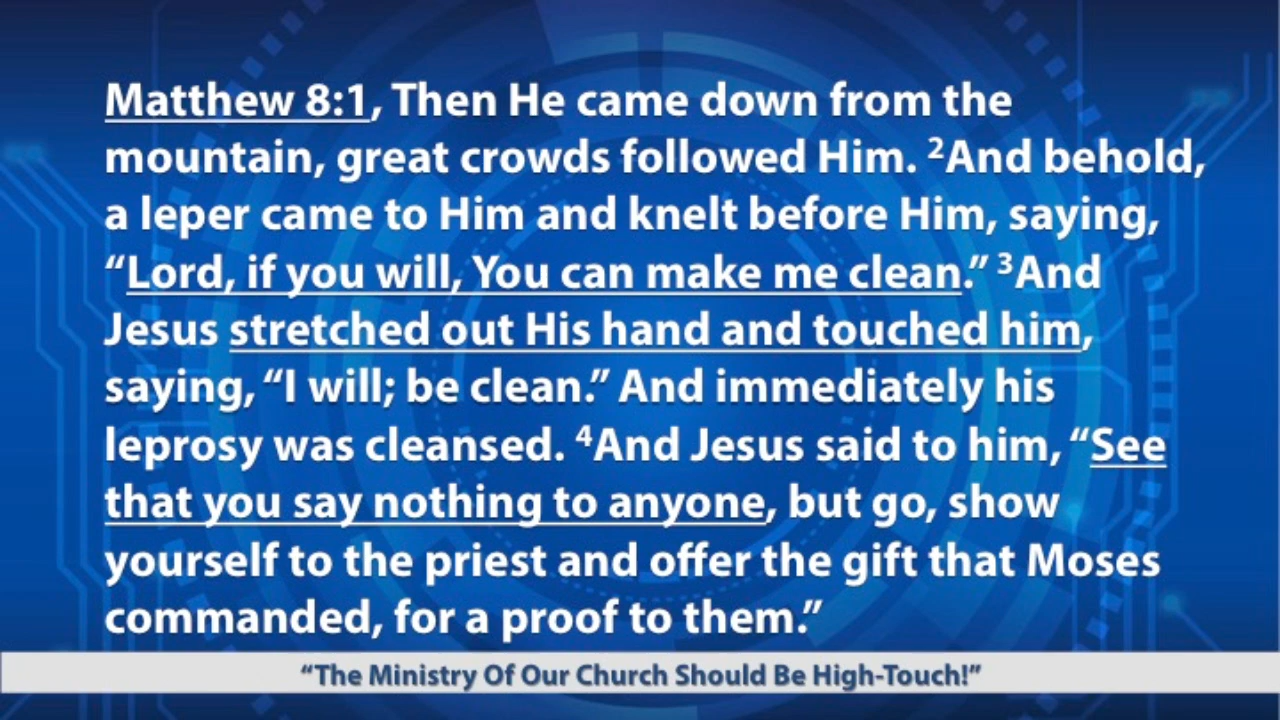 Matthew 8:1, Then He came down from the
mountain, great crowds followed Him. ²And behold,
a leper came to Him and knelt before Him, saying,
“Lord, if you will, You can make me clean.” ³And
Jesus stretched out His hand and touched him,
saying, “I will; be clean.” And immediately his
leprosy was cleansed. ⁴And Jesus said to him, “See
that you say nothing to anyone, but go, show
yourself to the priest and offer the gift that Moses
commanded, for a proof to them.”
“The Ministry Of Our Church Should Be High-Touch!”